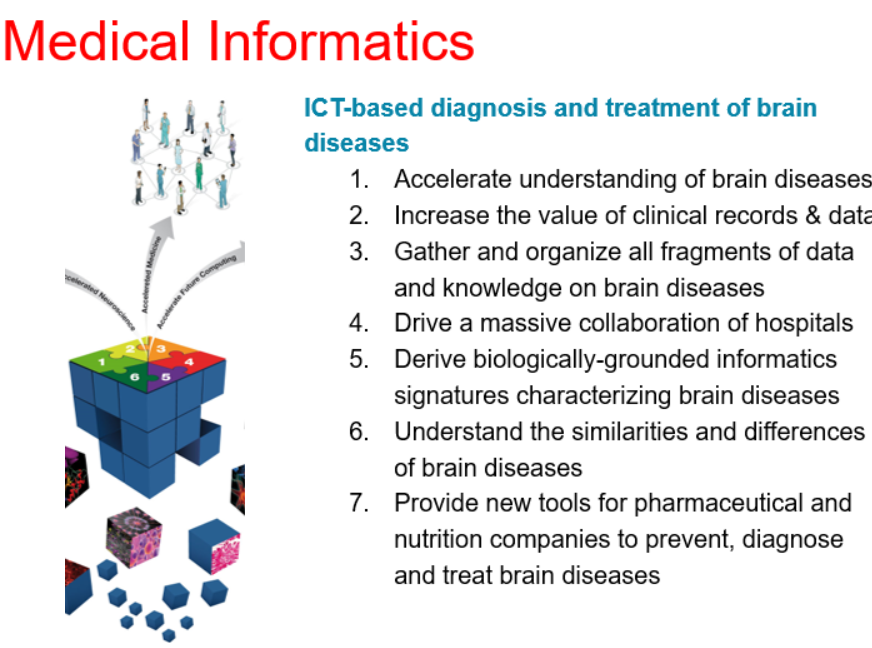 Medical Informatics
ICT-based diagnosis and treatment of brain
diseases
1. Accelerate understanding of brain diseases
2. Increase the value of clinical records & data
3. Gather and organize all fragments of data
and knowledge on brain diseases
4. Drive a massive collaboration of hospitals
5. Derive biologically-grounded informatics
signatures characterizing brain diseases
6. Understand the similarities and differences
of brain diseases
7. Provide new tools for pharmaceutical and
nutrition companies to prevent, diagnose
and treat brain diseases
ccelerated Neuroscience
Accelerated Medicine
Accelerate Future Computing
2 3
1 4
6 5